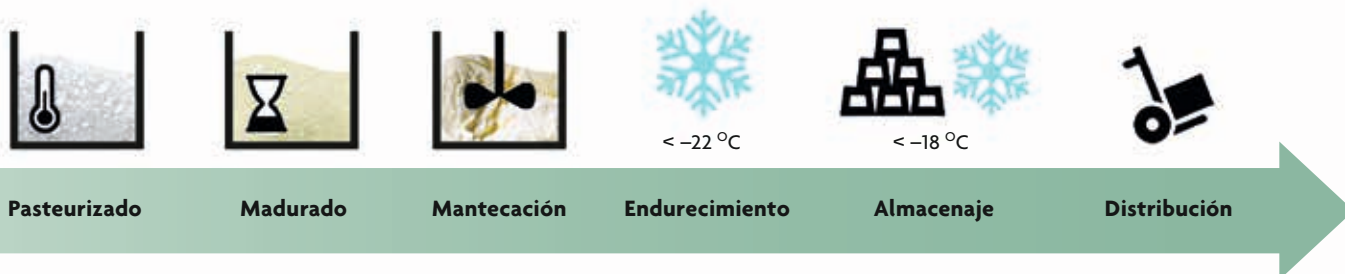 < –22 °C
< –18 °C
Pasteurizado
Madurado
Mantecación
Endurecimiento
Almacenaje
Distribución